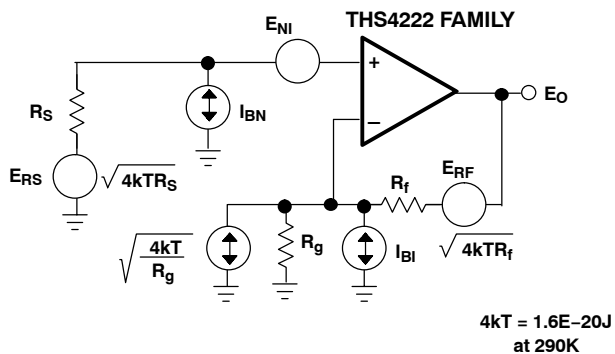 THS4222 FAMILY
E_NI
+
R_S
I_BN
E_O
E_RS
√4kTR_S
−
E_RF
R_f
√4kT/R_g
R_g
I_BI
√4kTR_f
4kT = 1.6E−20J
at 290K